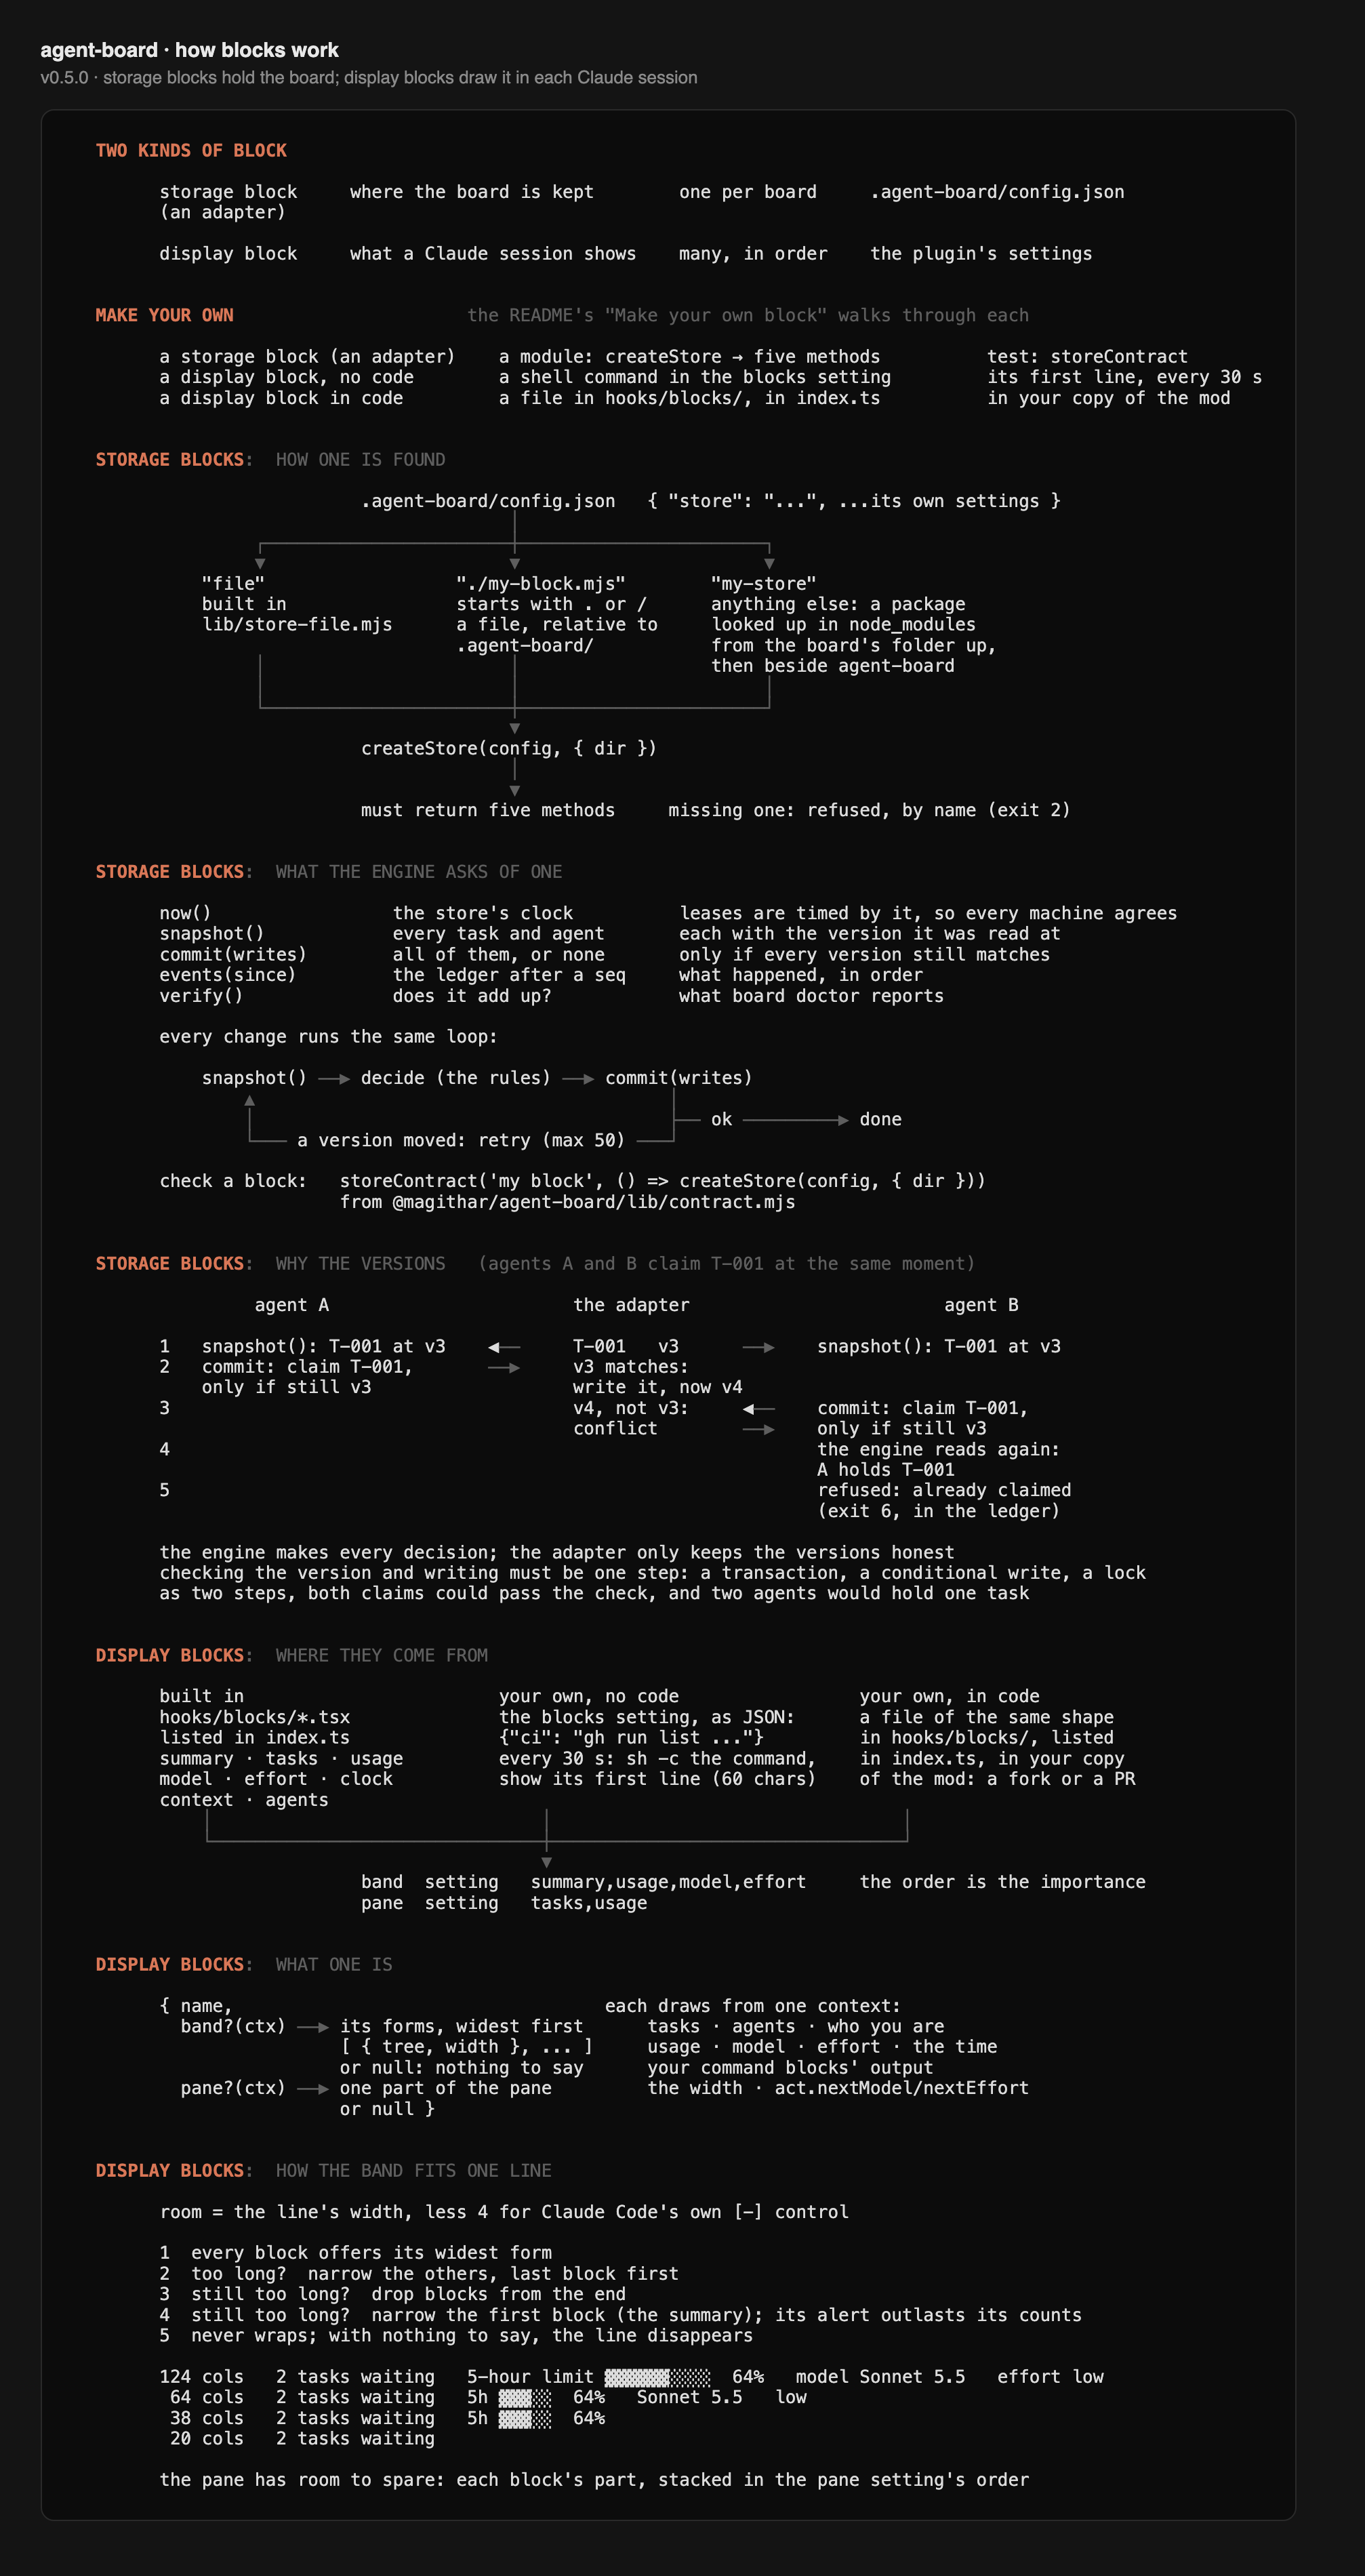 agent-board · how blocks work
v0.5.0 · storage blocks hold the board; display blocks draw it in each Claude session
TWO KINDS OF BLOCK
storage block     where the board is kept        one per board     .agent-board/config.json
(an adapter)
display block     what a Claude session shows    many, in order    the plugin's settings
MAKE YOUR OWN                      the README's "Make your own block" walks through each
a storage block (an adapter)    a module: createStore → five methods          test: storeContract
a display block, no code        a shell command in the blocks setting         its first line, every 30 s
a display block in code         a file in hooks/blocks/, in index.ts          in your copy of the mod
STORAGE BLOCKS:  HOW ONE IS FOUND
.agent-board/config.json   { "store": "...", ...its own settings }
"file"                  "./my-block.mjs"        "my-store"
built in                starts with . or /      anything else: a package
lib/store-file.mjs      a file, relative to     looked up in node_modules
.agent-board/           from the board's folder up,
then beside agent-board
createStore(config, { dir })
must return five methods     missing one: refused, by name (exit 2)
STORAGE BLOCKS:  WHAT THE ENGINE ASKS OF ONE
now()                 the store's clock          leases are timed by it, so every machine agrees
snapshot()            every task and agent       each with the version it was read at
commit(writes)        all of them, or none       only if every version still matches
events(since)         the ledger after a seq     what happened, in order
verify()              does it add up?            what board doctor reports
every change runs the same loop:
snapshot() ──▶ decide (the rules) ──▶ commit(writes)
ok ─────────▶ done
a version moved: retry (max 50)
check a block:   storeContract('my block', () => createStore(config, { dir }))
from @magithar/agent-board/lib/contract.mjs
STORAGE BLOCKS:  WHY THE VERSIONS   (agents A and B claim T-001 at the same moment)
agent A                       the adapter                        agent B
1   snapshot(): T-001 at v3    ◀──     T-001   v3      ──▶    snapshot(): T-001 at v3
2   commit: claim T-001,       ──▶     v3 matches:
only if still v3                   write it, now v4
3                                      v4, not v3:     ◀──    commit: claim T-001,
conflict        ──▶    only if still v3
4                                                             the engine reads again:
A holds T-001
5                                                             refused: already claimed
(exit 6, in the ledger)
the engine makes every decision; the adapter only keeps the versions honest
checking the version and writing must be one step: a transaction, a conditional write, a lock
as two steps, both claims could pass the check, and two agents would hold one task
DISPLAY BLOCKS:  WHERE THEY COME FROM
built in                        your own, no code                 your own, in code
hooks/blocks/*.tsx              the blocks setting, as JSON:      a file of the same shape
listed in index.ts              {"ci": "gh run list ..."}         in hooks/blocks/, listed
summary · tasks · usage         every 30 s: sh -c the command,    in index.ts, in your copy
model · effort · clock          show its first line (60 chars)    of the mod: a fork or a PR
context · agents
band  setting   summary,usage,model,effort     the order is the importance
pane  setting   tasks,usage
DISPLAY BLOCKS:  WHAT ONE IS
{ name,                                   each draws from one context:
band?(ctx) ──▶ its forms, widest first      tasks · agents · who you are
[ { tree, width }, ... ]     usage · model · effort · the time
or null: nothing to say      your command blocks' output
pane?(ctx) ──▶ one part of the pane         the width · act.nextModel/nextEffort
or null }
DISPLAY BLOCKS:  HOW THE BAND FITS ONE LINE
room = the line's width, less 4 for Claude Code's own [-] control
1  every block offers its widest form
2  too long?  narrow the others, last block first
3  still too long?  drop blocks from the end
4  still too long?  narrow the first block (the summary); its alert outlasts its counts
5  never wraps; with nothing to say, the line disappears
124 cols   2 tasks waiting   5-hour limit ▓▓▓▓▓▓░░░░  64%   model Sonnet 5.5   effort low
64 cols   2 tasks waiting   5h ▓▓▓░░  64%   Sonnet 5.5   low
38 cols   2 tasks waiting   5h ▓▓▓░░  64%
20 cols   2 tasks waiting
the pane has room to spare: each block's part, stacked in the pane setting's order